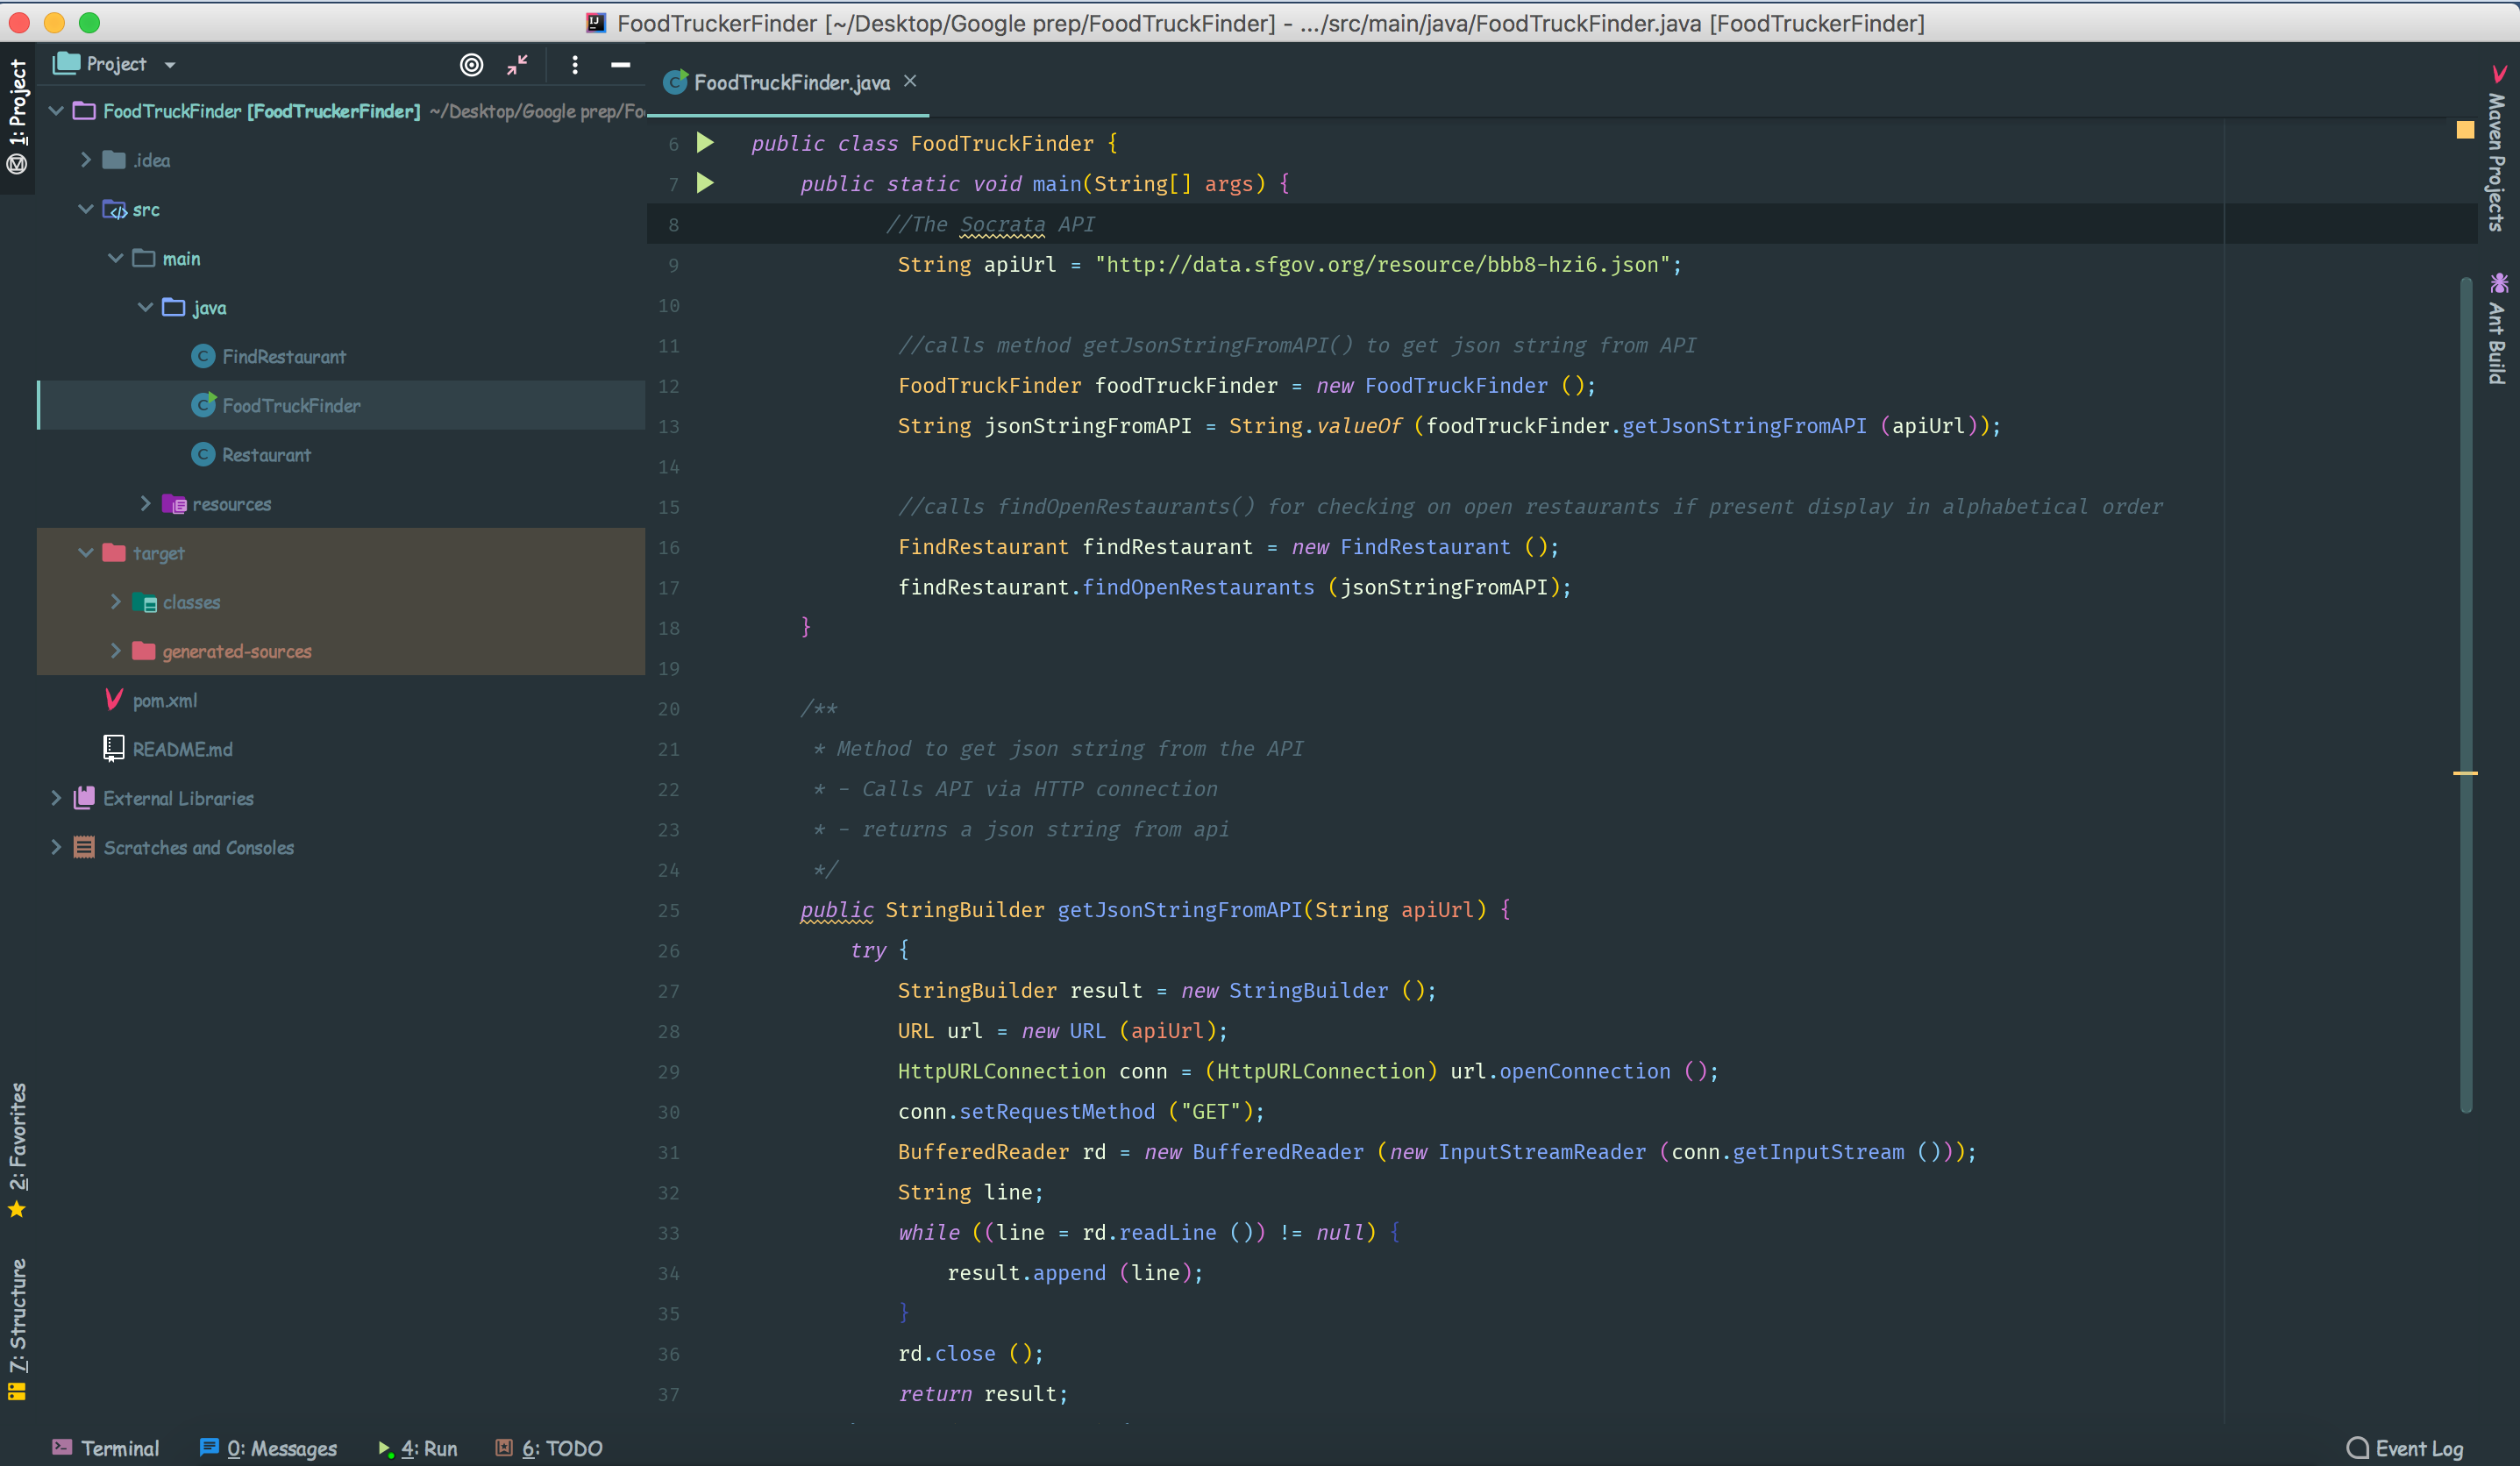 FoodTruckerFinder [~/Desktop/Google prep/FoodTruckFinder] - .../src/main/java/FoodTruckFinder.java [FoodTruckerFinder]
1: Project
Project
FoodTruckFinder [FoodTruckerFinder] ~/Desktop/Google prep/Fo
.idea
src
main
java
FindRestaurant
FoodTruckFinder
Restaurant
resources
target
classes
generated-sources
pom.xml
README.md
External Libraries
Scratches and Consoles
2: Favorites
7: Structure
FoodTruckFinder.java
6 public class FoodTruckFinder {
7 public static void main(String[] args) {
8 //The Socrata API
9 String apiUrl = "http://data.sfgov.org/resource/bbb8-hzi6.json";
10
11 //calls method getJsonStringFromAPI() to get json string from API
12 FoodTruckFinder foodTruckFinder = new FoodTruckFinder ();
13 String jsonStringFromAPI = String.valueOf (foodTruckFinder.getJsonStringFromAPI (apiUrl));
14
15 //calls findOpenRestaurants() for checking on open restaurants if present display in alphabetical order
16 FindRestaurant findRestaurant = new FindRestaurant ();
17 findRestaurant.findOpenRestaurants (jsonStringFromAPI);
18 }
19
20 /**
21 * Method to get json string from the API
22 * - Calls API via HTTP connection
23 * - returns a json string from api
24 */
25 public StringBuilder getJsonStringFromAPI(String apiUrl) {
26 try {
27 StringBuilder result = new StringBuilder ();
28 URL url = new URL (apiUrl);
29 HttpURLConnection conn = (HttpURLConnection) url.openConnection ();
30 conn.setRequestMethod ("GET");
31 BufferedReader rd = new BufferedReader (new InputStreamReader (conn.getInputStream ()));
32 String line;
33 while ((line = rd.readLine ()) != null) {
34 result.append (line);
35 }
36 rd.close ();
37 return result;
Maven Projects
Ant Build
Terminal
0: Messages
4: Run
6: TODO
Event Log